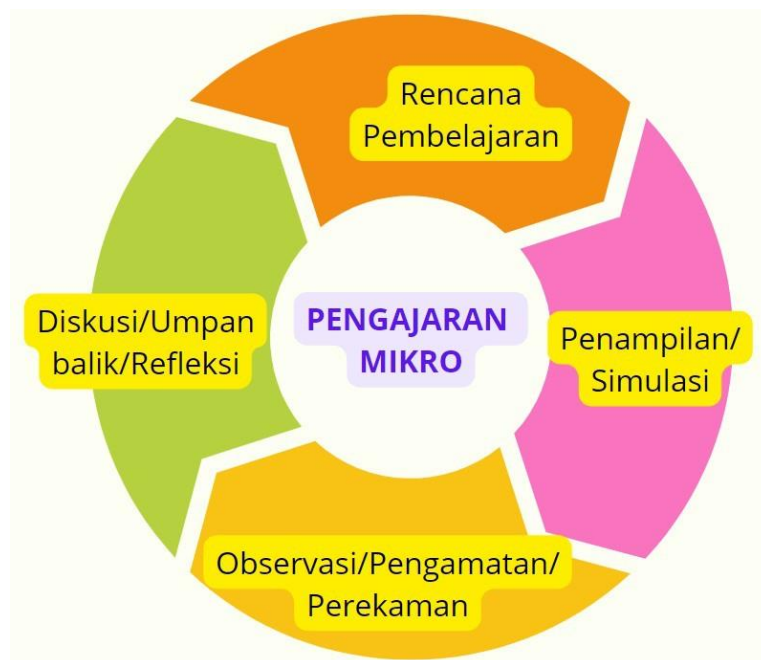 Rencana
Pembelajaran
PENGAJARAN
MIKRO
Penampilan/
Simulasi
Observasi/Pengamatan/
Perekaman
Diskusi/Umpan
balik/Refleksi